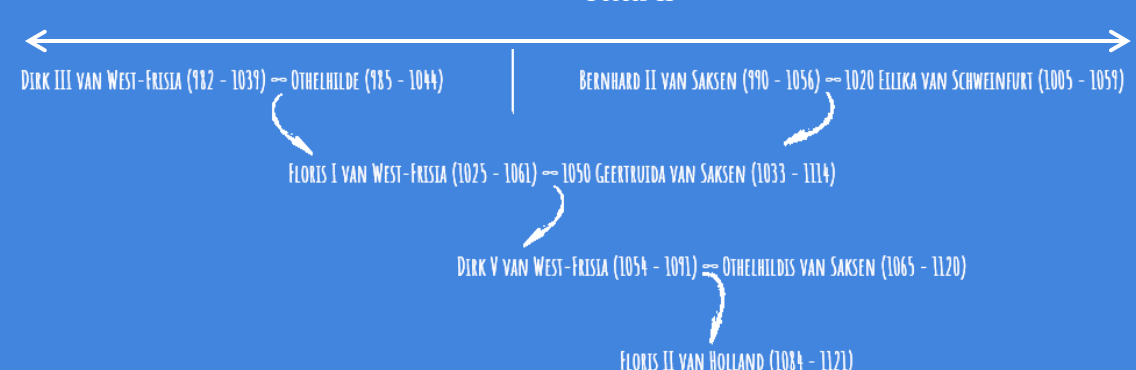 Dirk III van West-Frisia (982 - 1039) ∞ Othelhilde (985 - 1044)
Bernhard II van Saksen (990 - 1056) ∞ 1020 Eilika van Schweinfurt (1005 - 1059)
Floris I van West-Frisia (1025 - 1061) ∞ 1050 Geertruida van Saksen (1033 - 1114)
Dirk V van West-Frisia (1054 - 1091) ∞ Othelhildis van Saksen (1065 - 1120)
Floris II van Holland (1084 - 1121)